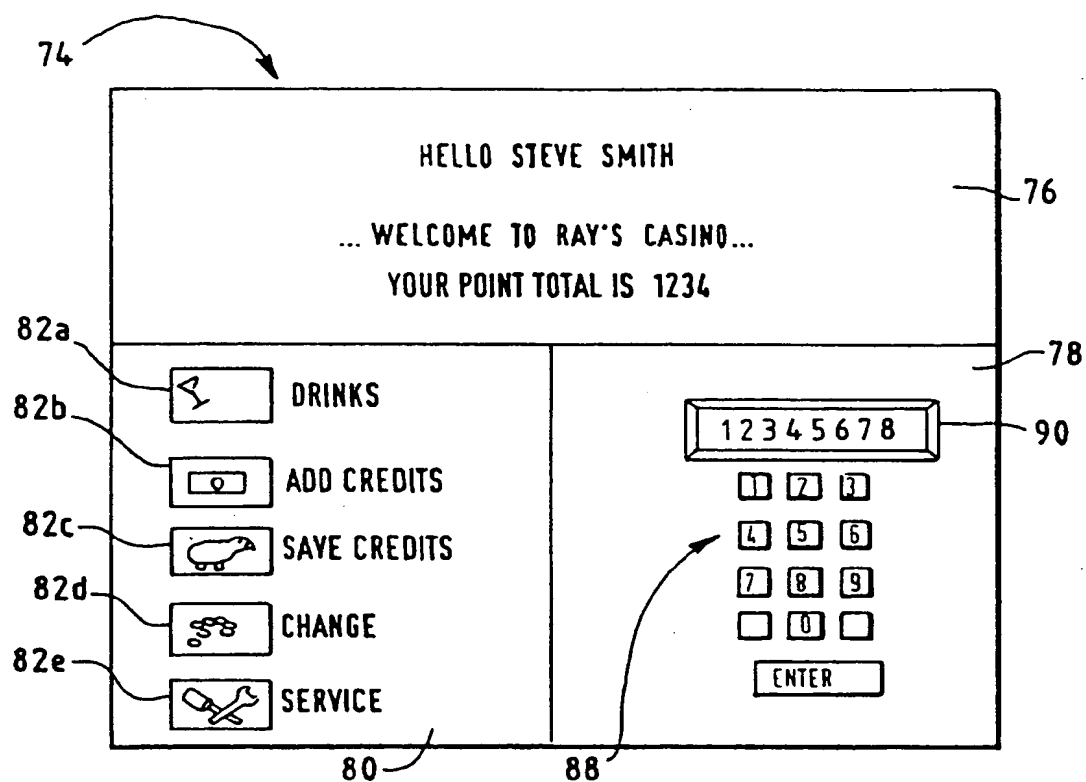 74
HELLO STEVE SMITH
76
... WELCOME TO RAY'S CASINO...
YOUR POINT TOTAL IS 1234
82a
78
DRINKS
82b
12345678
90
ADD CREDITS
1 2 3
82c
SAVE CREDITS
4 5 6
82d
7 8 9
CHANGE
0
82e
ENTER
SERVICE
80
88